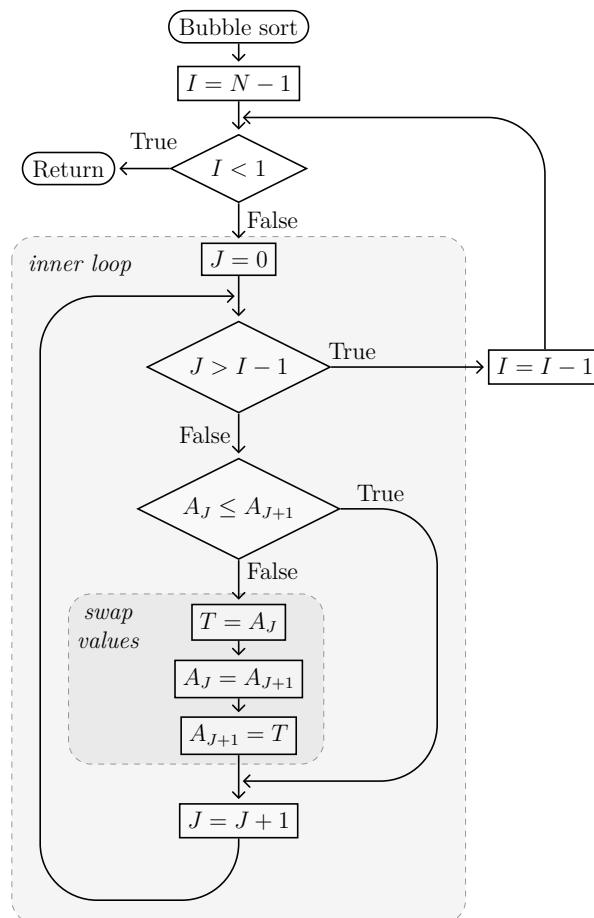 Bubble sort
I = N − 1
True
Return
I < 1
False
inner loop
J = 0
J > I − 1
True
I = I − 1
False
A_J ≤ A_{J+1}
True
False
swap
values
T = A_J
A_J = A_{J+1}
A_{J+1} = T
J = J + 1